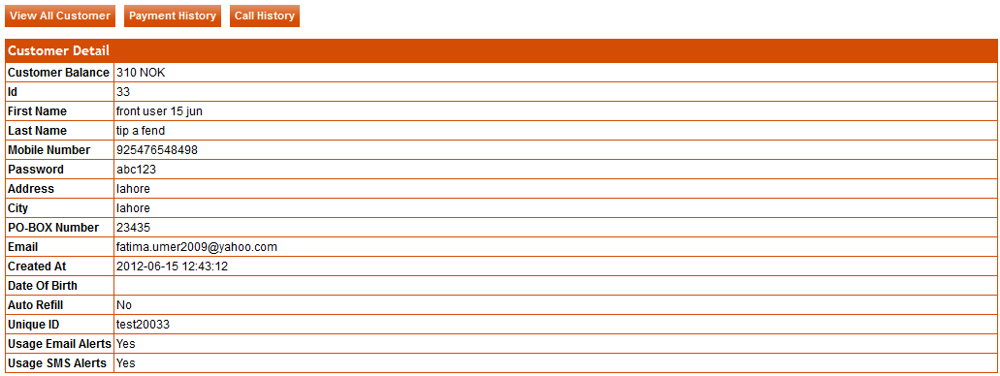 View All Customer Payment History Call History
Customer Detail
Customer Balance 310 NOK
Id 33
First Name front user 15 jun
Last Name tip a fend
Mobile Number 925476548498
Password abc123
Address lahore
City lahore
PO-BOX Number 23435
Email fatima.umer2009@yahoo.com
Created At 2012-06-15 12:43:12
Date Of Birth
Auto Refill No
Unique ID test20033
Usage Email Alerts Yes
Usage SMS Alerts Yes